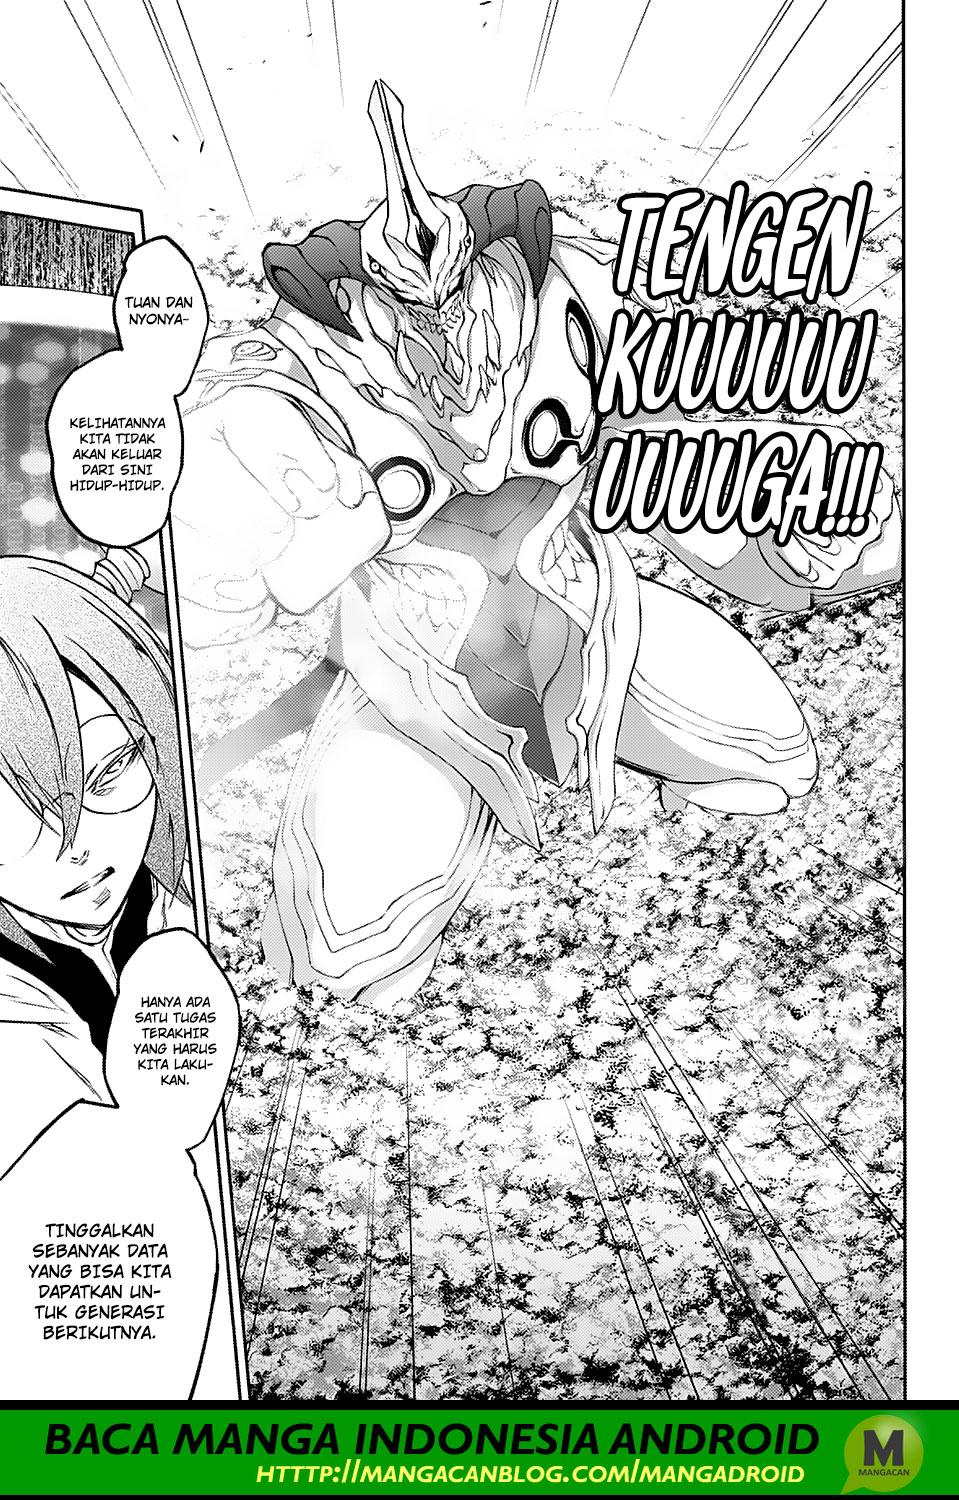 TENGEN
KUUUUUU
UUUUGA!!!
TUAN DAN
NYONYA-
KELIHATANNYA
KITA TIDAK
AKAN KELUAR
DARI SINI
HIDUP-HIDUP.
HANYA ADA
SATU TUGAS
TERAKHIR
YANG HARUS
KITA LAKU-
KAN.
TINGGALKAN
SEBANYAK DATA
YANG BISA KITA
DAPATKAN UN-
TUK GENERASI
BERIKUTNYA.
BACA MANGA INDONESIA ANDROID
HTTTP://MANGACANBLOG.COM/MANGADROID
M
MANGACAN